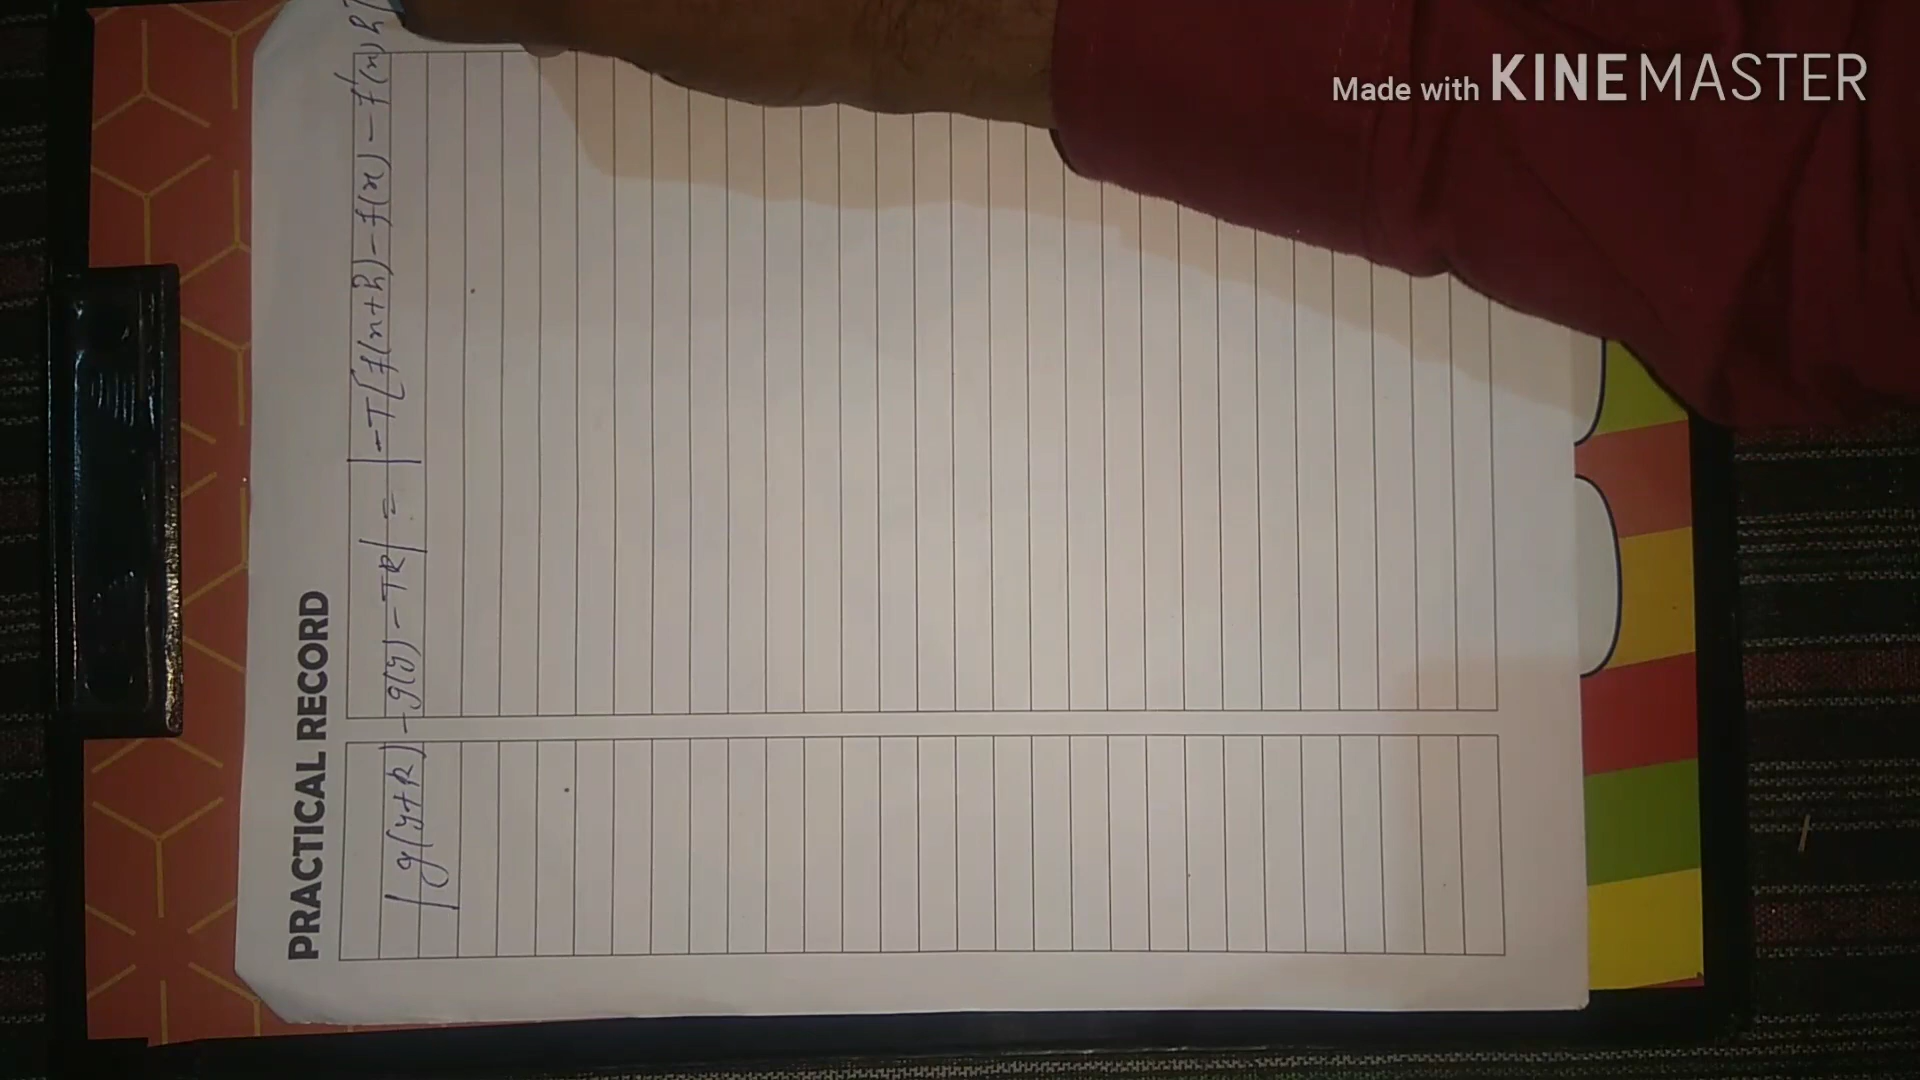 Made with KINEMASTER
PRACTICAL RECORD
|g(y+k) - g(y) - Tk| = |-T[f(x+h) - f(x) - f'(x)h]